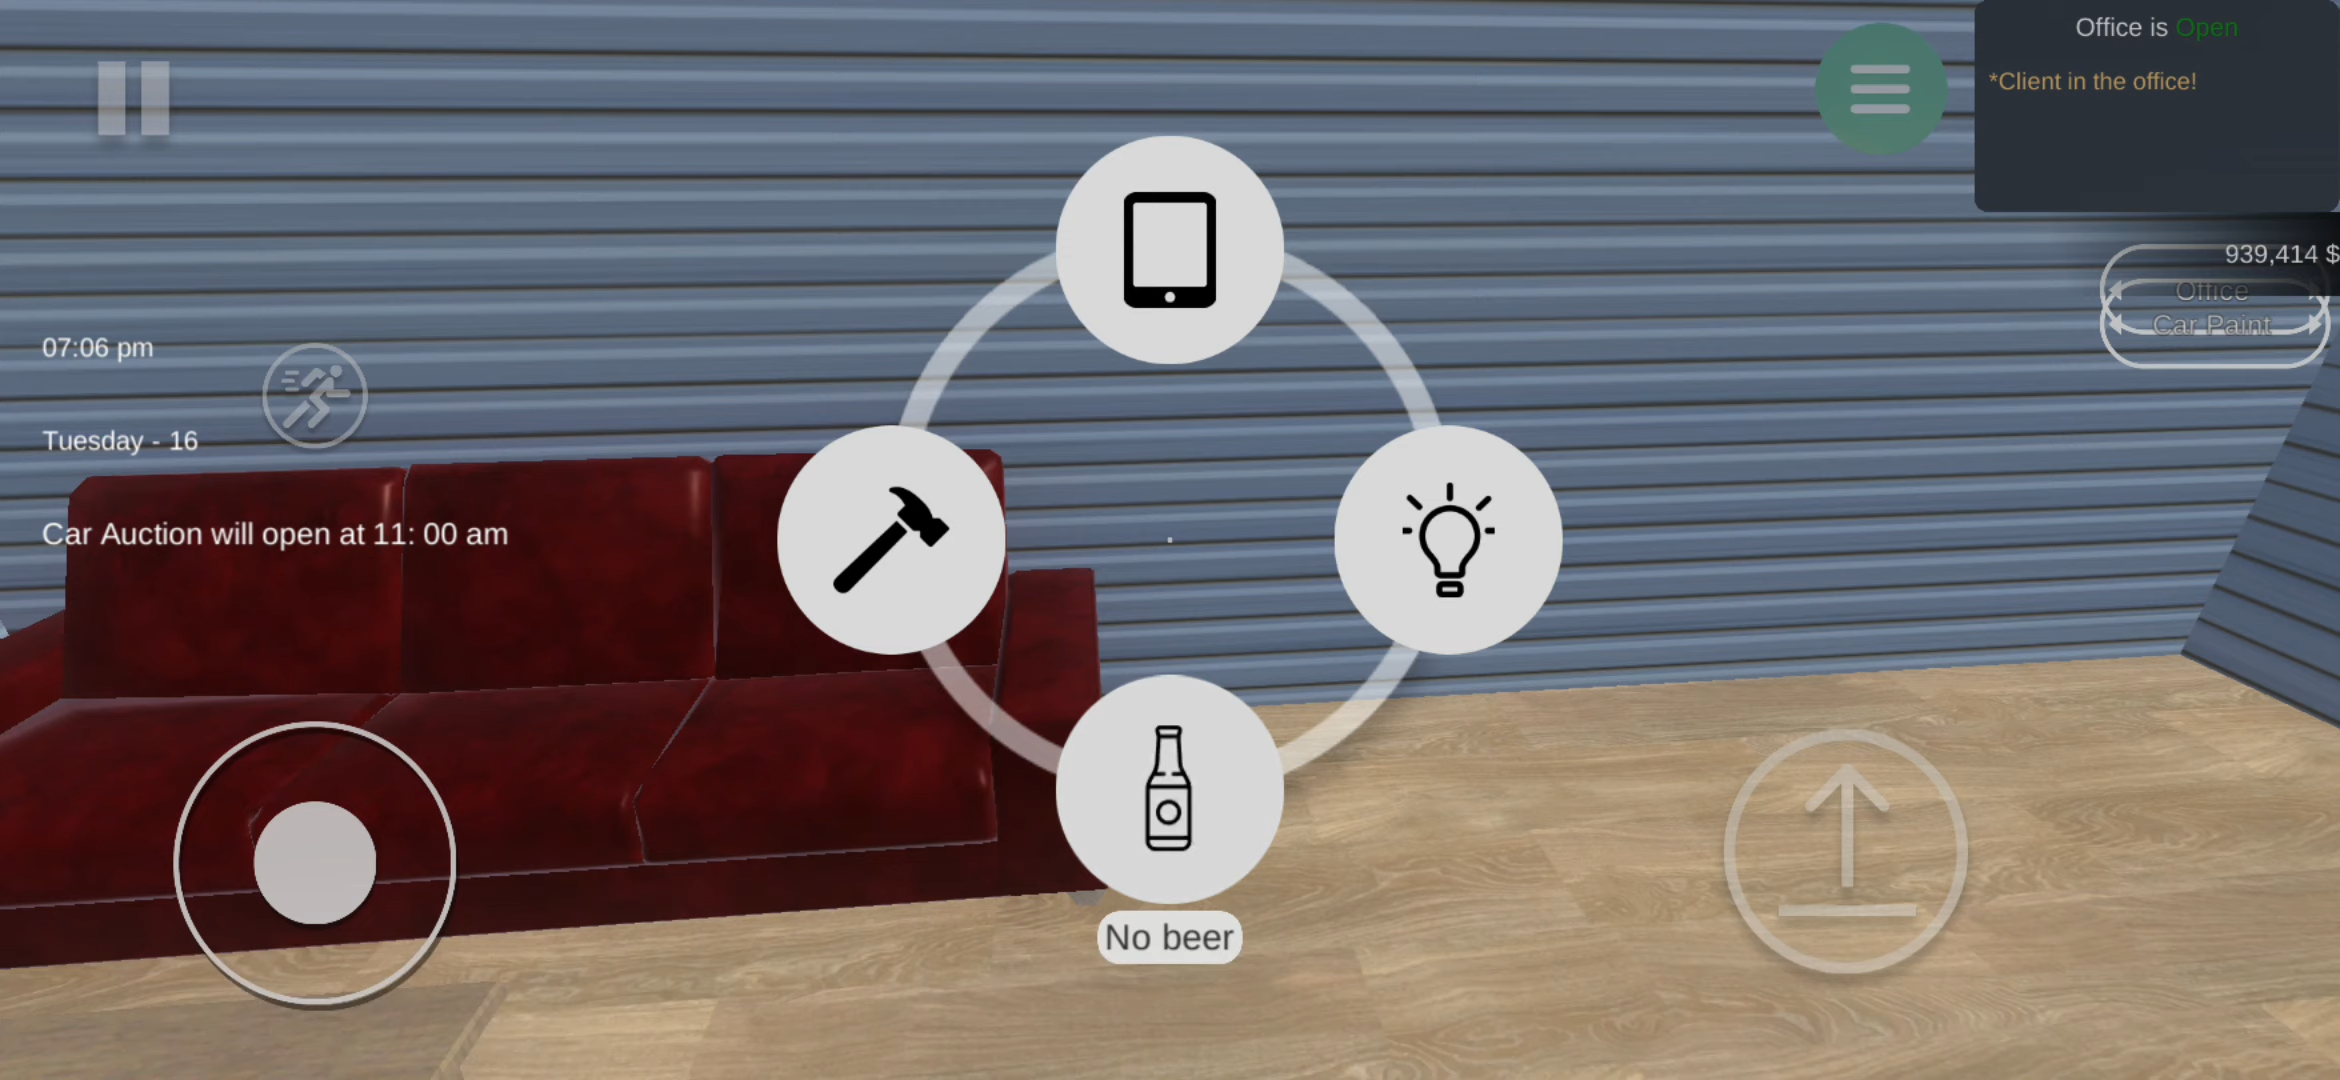 Office is Open
*Client in the office!
939,414 $
Office
Car Paint
07:06 pm
Tuesday - 16
Car Auction will open at 11: 00 am
No beer